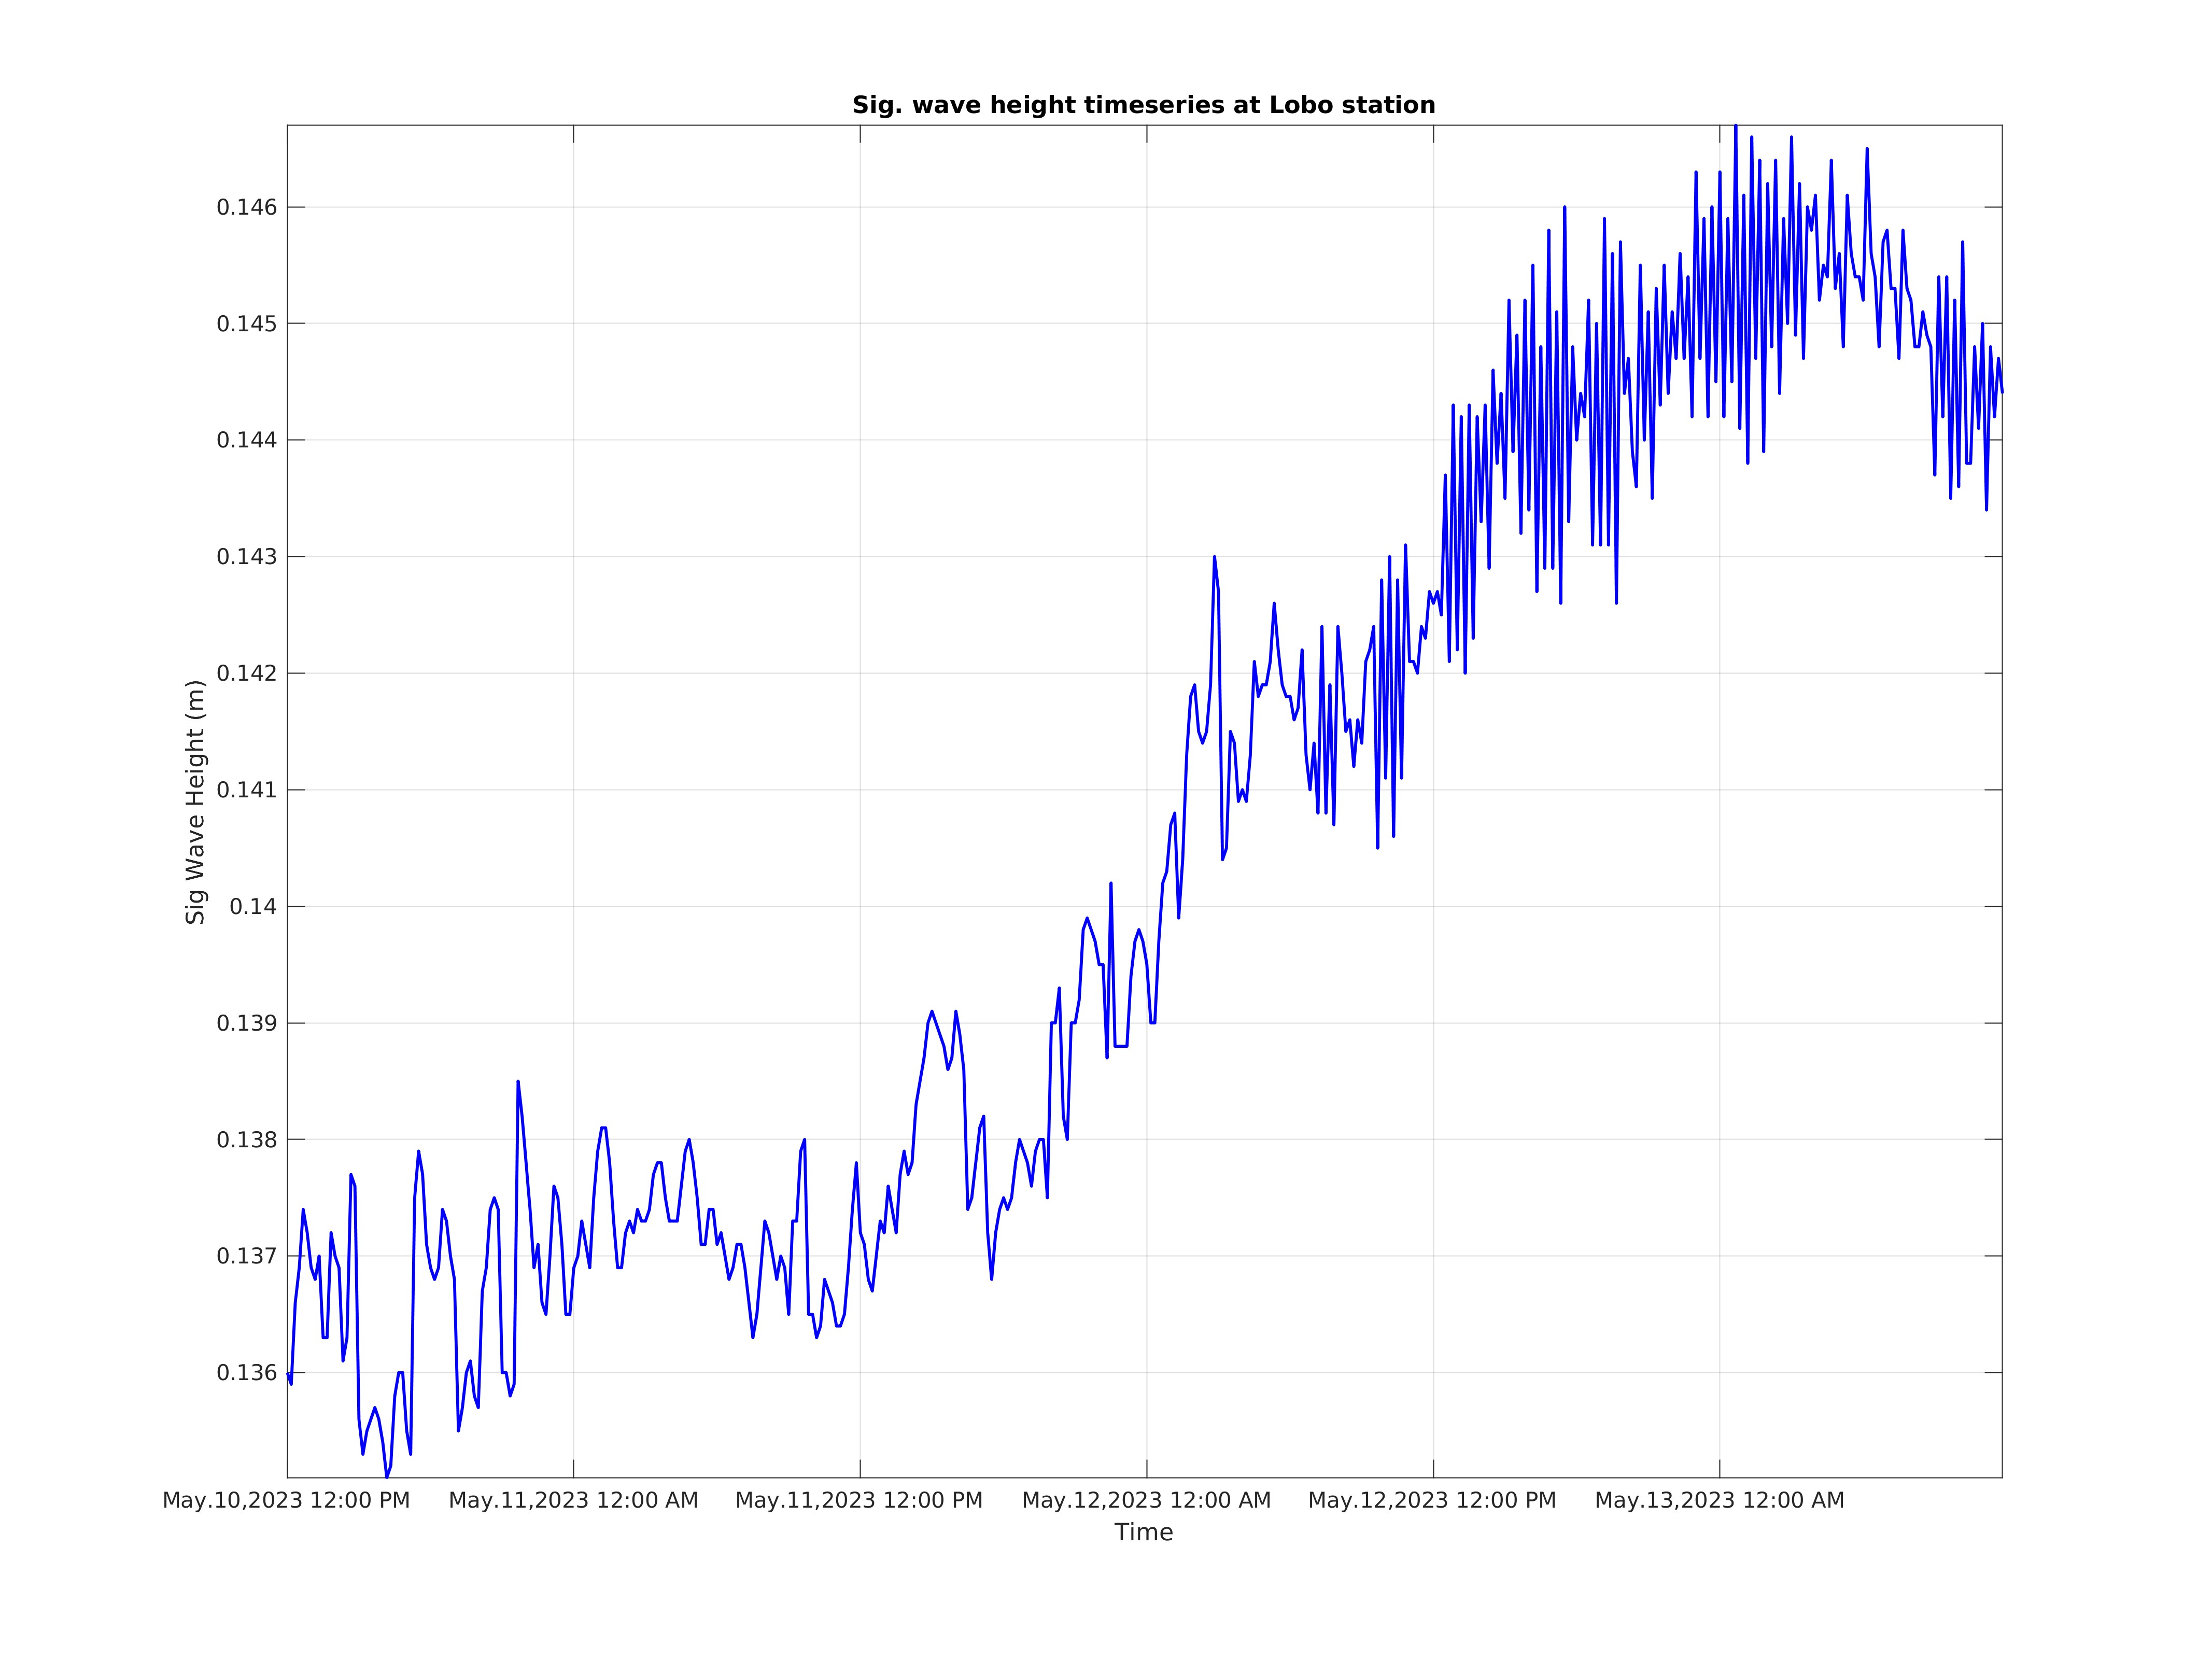 Sig. wave height timeseries at Lobo station
0.146
0.145
0.144
0.143
0.142
0.141
0.14
0.139
0.138
0.137
0.136
Sig Wave Height (m)
May.10,2023 12:00 PM May.11,2023 12:00 AM May.11,2023 12:00 PM May.12,2023 12:00 AM May.12,2023 12:00 PM May.13,2023 12:00 AM
Time